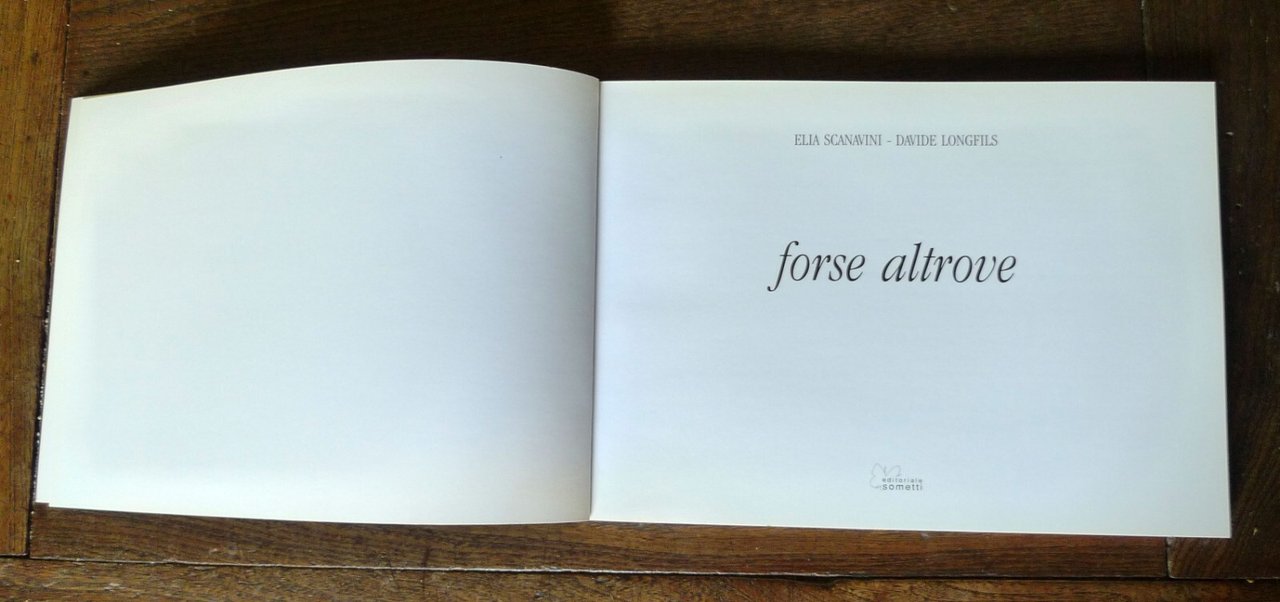 ELIA SCANAVINI - DAVIDE LONGFILS
forse altrove
editoriale
sometti